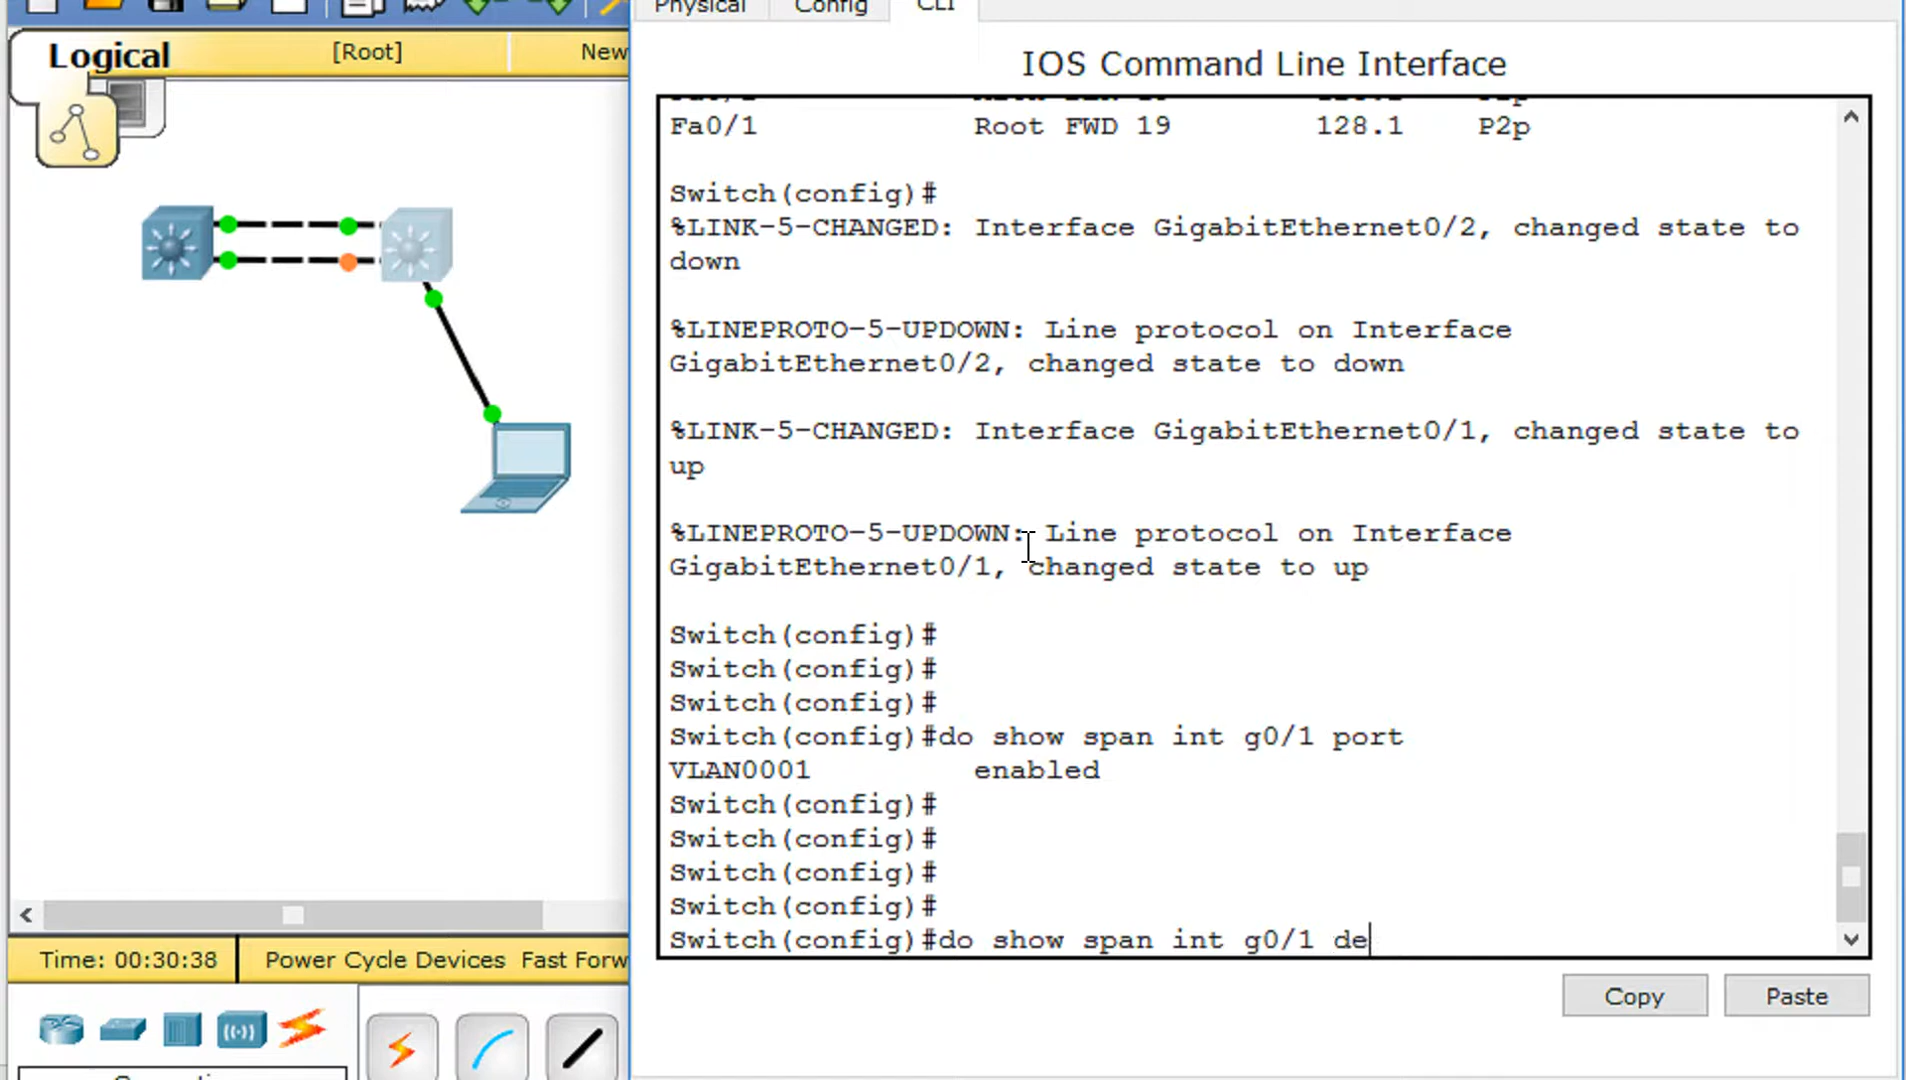 Physical
Config
CLI
Logical
[Root]
New
IOS Command Line Interface
Fa0/1 Root FWD 19 128.1 P2p
Switch(config)#
%LINK-5-CHANGED: Interface GigabitEthernet0/2, changed state to
down
%LINEPROTO-5-UPDOWN: Line protocol on Interface
GigabitEthernet0/2, changed state to down
%LINK-5-CHANGED: Interface GigabitEthernet0/1, changed state to
up
%LINEPROTO-5-UPDOWN: Line protocol on Interface
GigabitEthernet0/1, changed state to up
Switch(config)#
Switch(config)#
Switch(config)#
Switch(config)#do show span int g0/1 port
VLAN0001 enabled
Switch(config)#
Switch(config)#
Switch(config)#
Switch(config)#
Switch(config)#do show span int g0/1 de
Time: 00:30:38
Power Cycle Devices Fast Forw
Copy
Paste